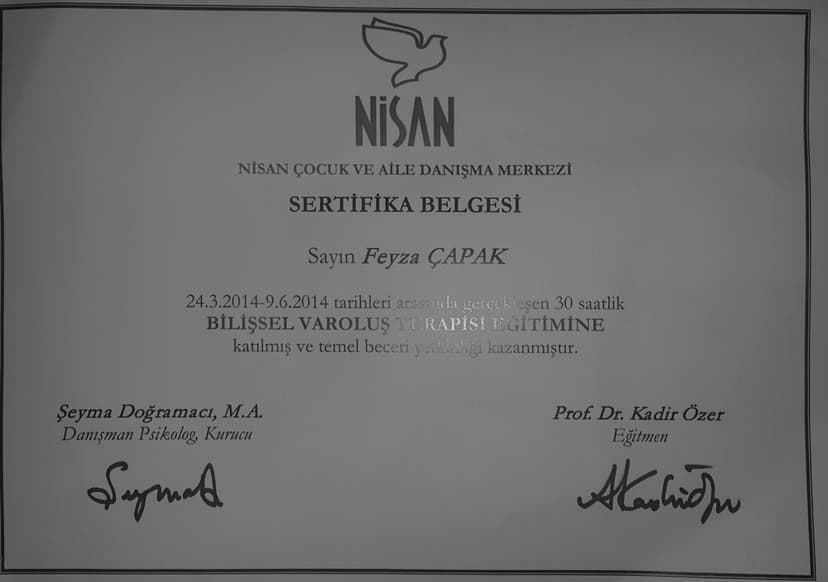 NİSAN
NİSAN ÇOCUK VE AİLE DANIŞMA MERKEZİ
SERTİFİKA BELGESİ
Sayın Feyza ÇAPAK
24.3.2014-9.6.2014 tarihleri arasında gerçekleşen 30 saatlik
BİLİŞSEL VAROLUŞ TERAPİSİ EĞİTİMİNE
katılmış ve temel beceri yetkinliği kazanmıştır.
Şeyma Doğramacı, M.A.
Danışman Psikolog, Kurucu
Prof. Dr. Kadir Özer
Eğitmen